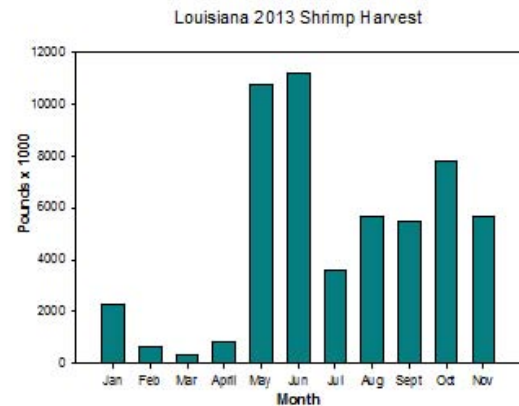 Louisiana 2013 Shrimp Harvest
12000
10000
8000
6000
4000
2000
0
Pounds x 1000
Jan Feb Mar April May Jun Jul Aug Sept Oct Nov
Month